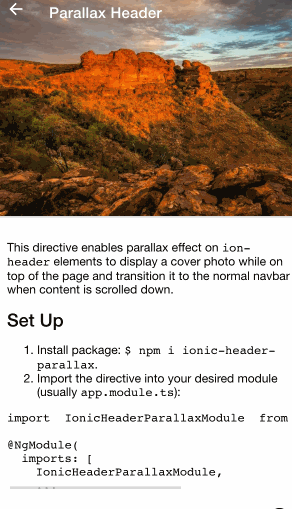 Parallax Header
This directive enables parallax effect on ion-
header elements to display a cover photo while on
top of the page and transition it to the normal navbar
when content is scrolled down.
Set Up
1. Install package: $ npm i ionic-header-
parallax.
2. Import the directive into your desired module
(usually app.module.ts):
import IonicHeaderParallaxModule from
@NgModule(
imports: [
IonicHeaderParallaxModule,
...